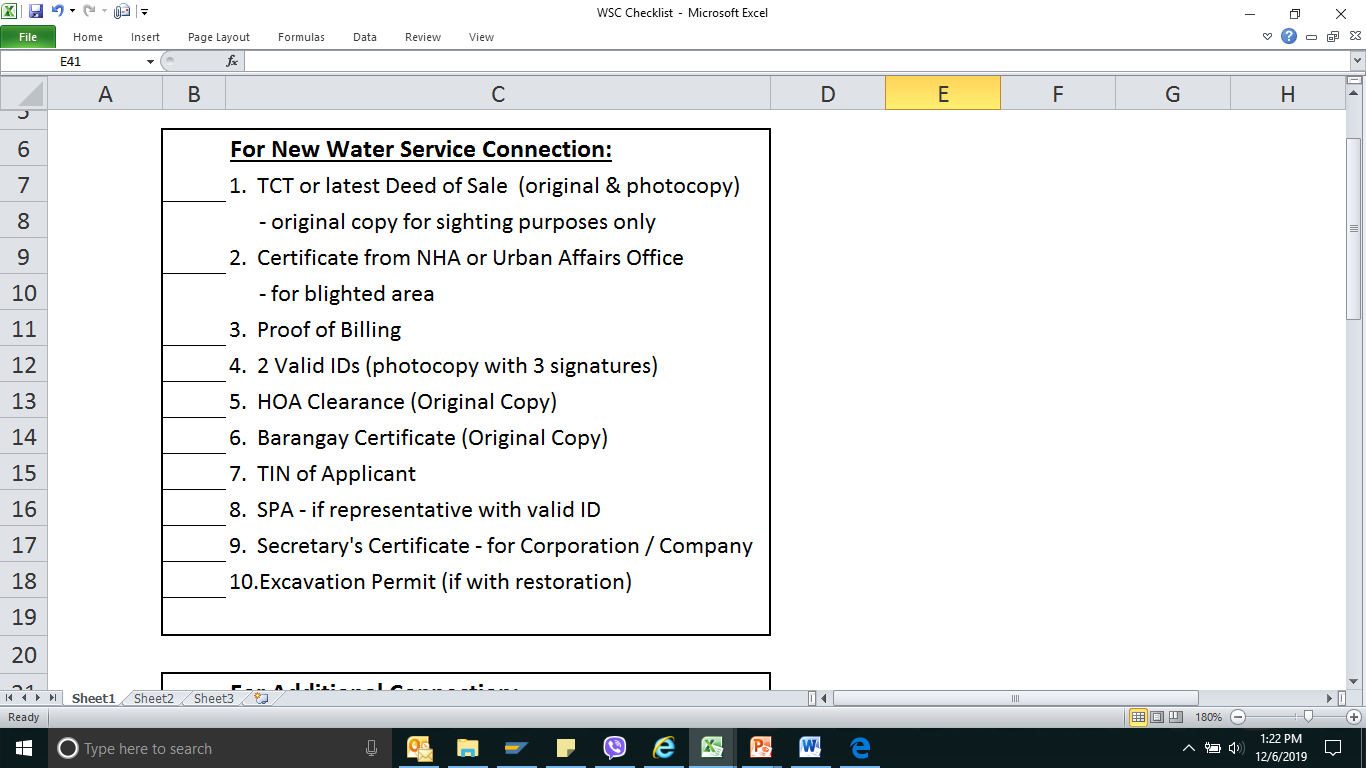 WSC Checklist - Microsoft Excel
File Home Insert Page Layout Formulas Data Review View
E41 fx
A B C D E F G H
5
6 For New Water Service Connection:
7 1. TCT or latest Deed of Sale (original & photocopy)
8 - original copy for sighting purposes only
9 2. Certificate from NHA or Urban Affairs Office
10 - for blighted area
11 3. Proof of Billing
12 4. 2 Valid IDs (photocopy with 3 signatures)
13 5. HOA Clearance (Original Copy)
14 6. Barangay Certificate (Original Copy)
15 7. TIN of Applicant
16 8. SPA - if representative with valid ID
17 9. Secretary's Certificate - for Corporation / Company
18 10.Excavation Permit (if with restoration)
19
20
21 For Additional Connection:
Sheet1 Sheet2 Sheet3
Ready 180%
Type here to search
1:22 PM
12/6/2019